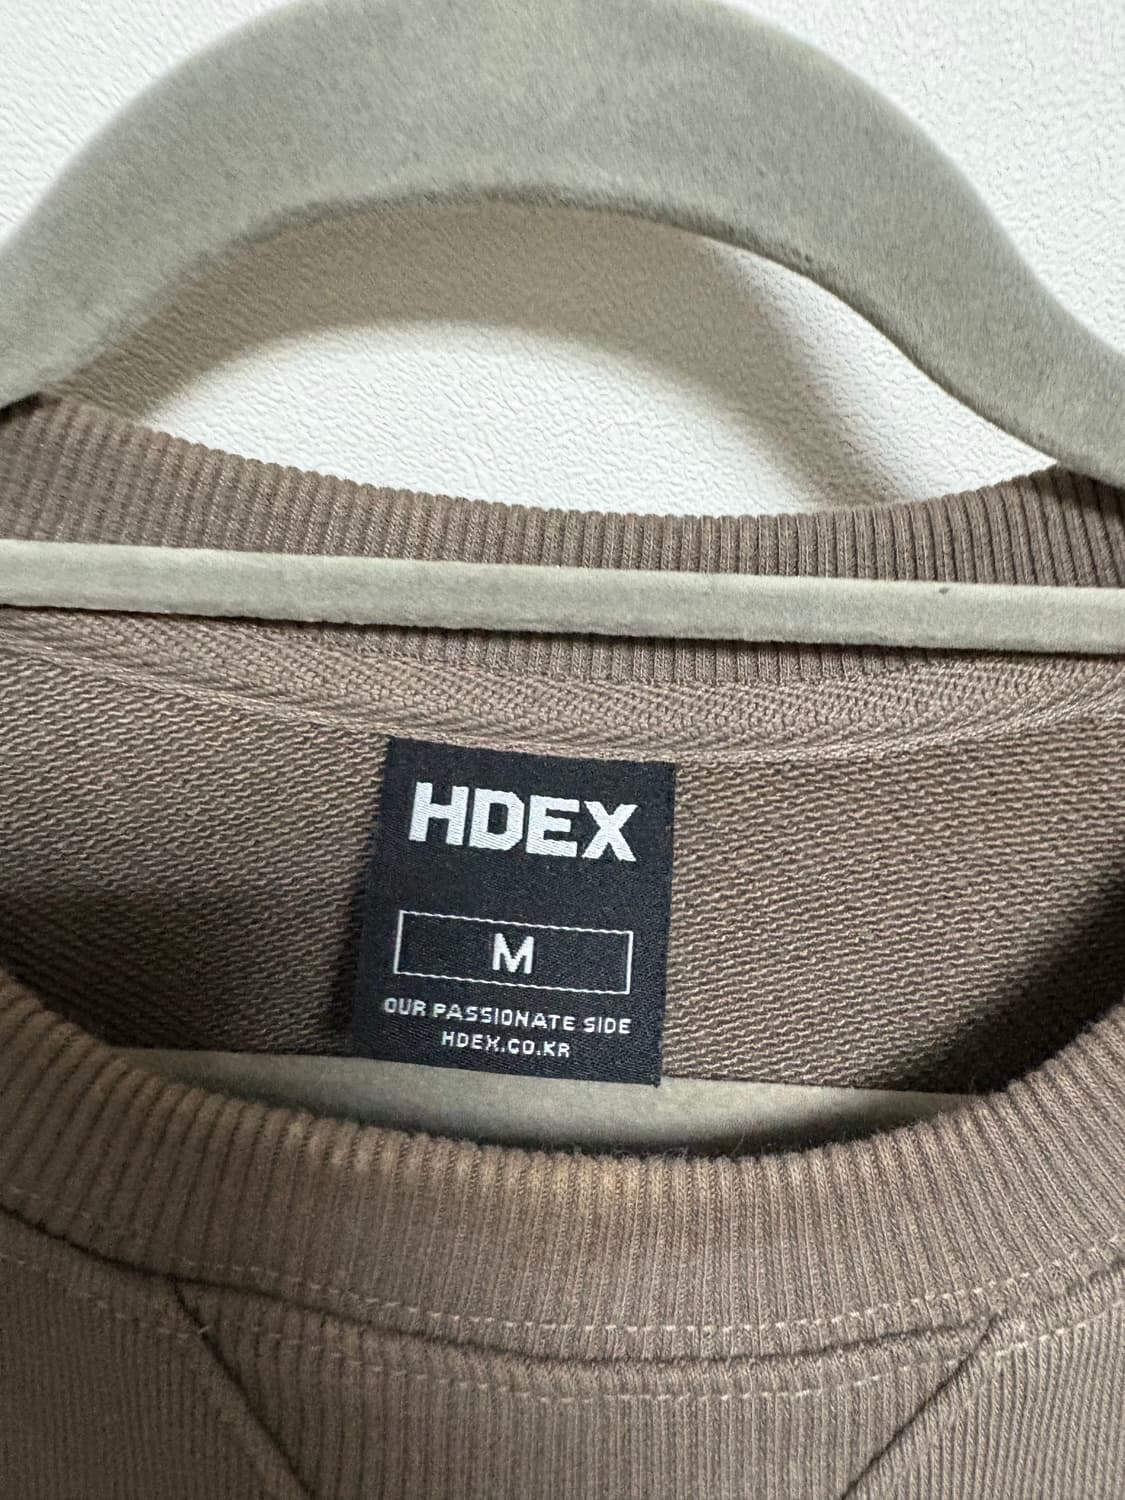 HDEX
M
OUR PASSIONATE SIDE
HDEX.CO.KR